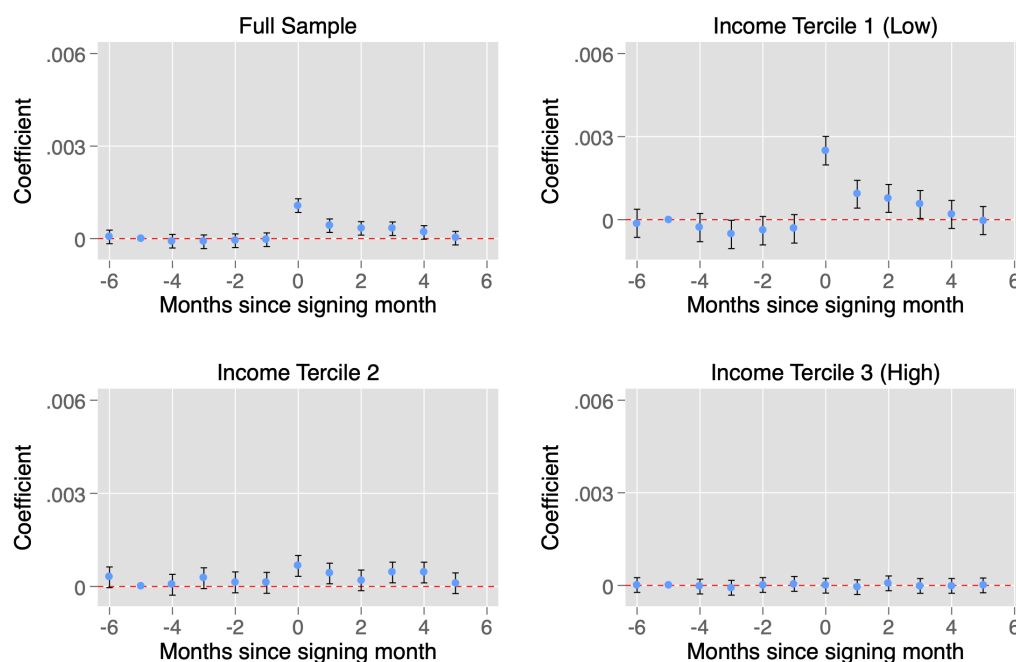 Full Sample
.006
.003
0
Coefficient
-6 -4 -2 0 2 4 6
Months since signing month
Income Tercile 1 (Low)
.006
.003
0
Coefficient
-6 -4 -2 0 2 4 6
Months since signing month
Income Tercile 2
.006
.003
0
Coefficient
-6 -4 -2 0 2 4 6
Months since signing month
Income Tercile 3 (High)
.006
.003
0
Coefficient
-6 -4 -2 0 2 4 6
Months since signing month